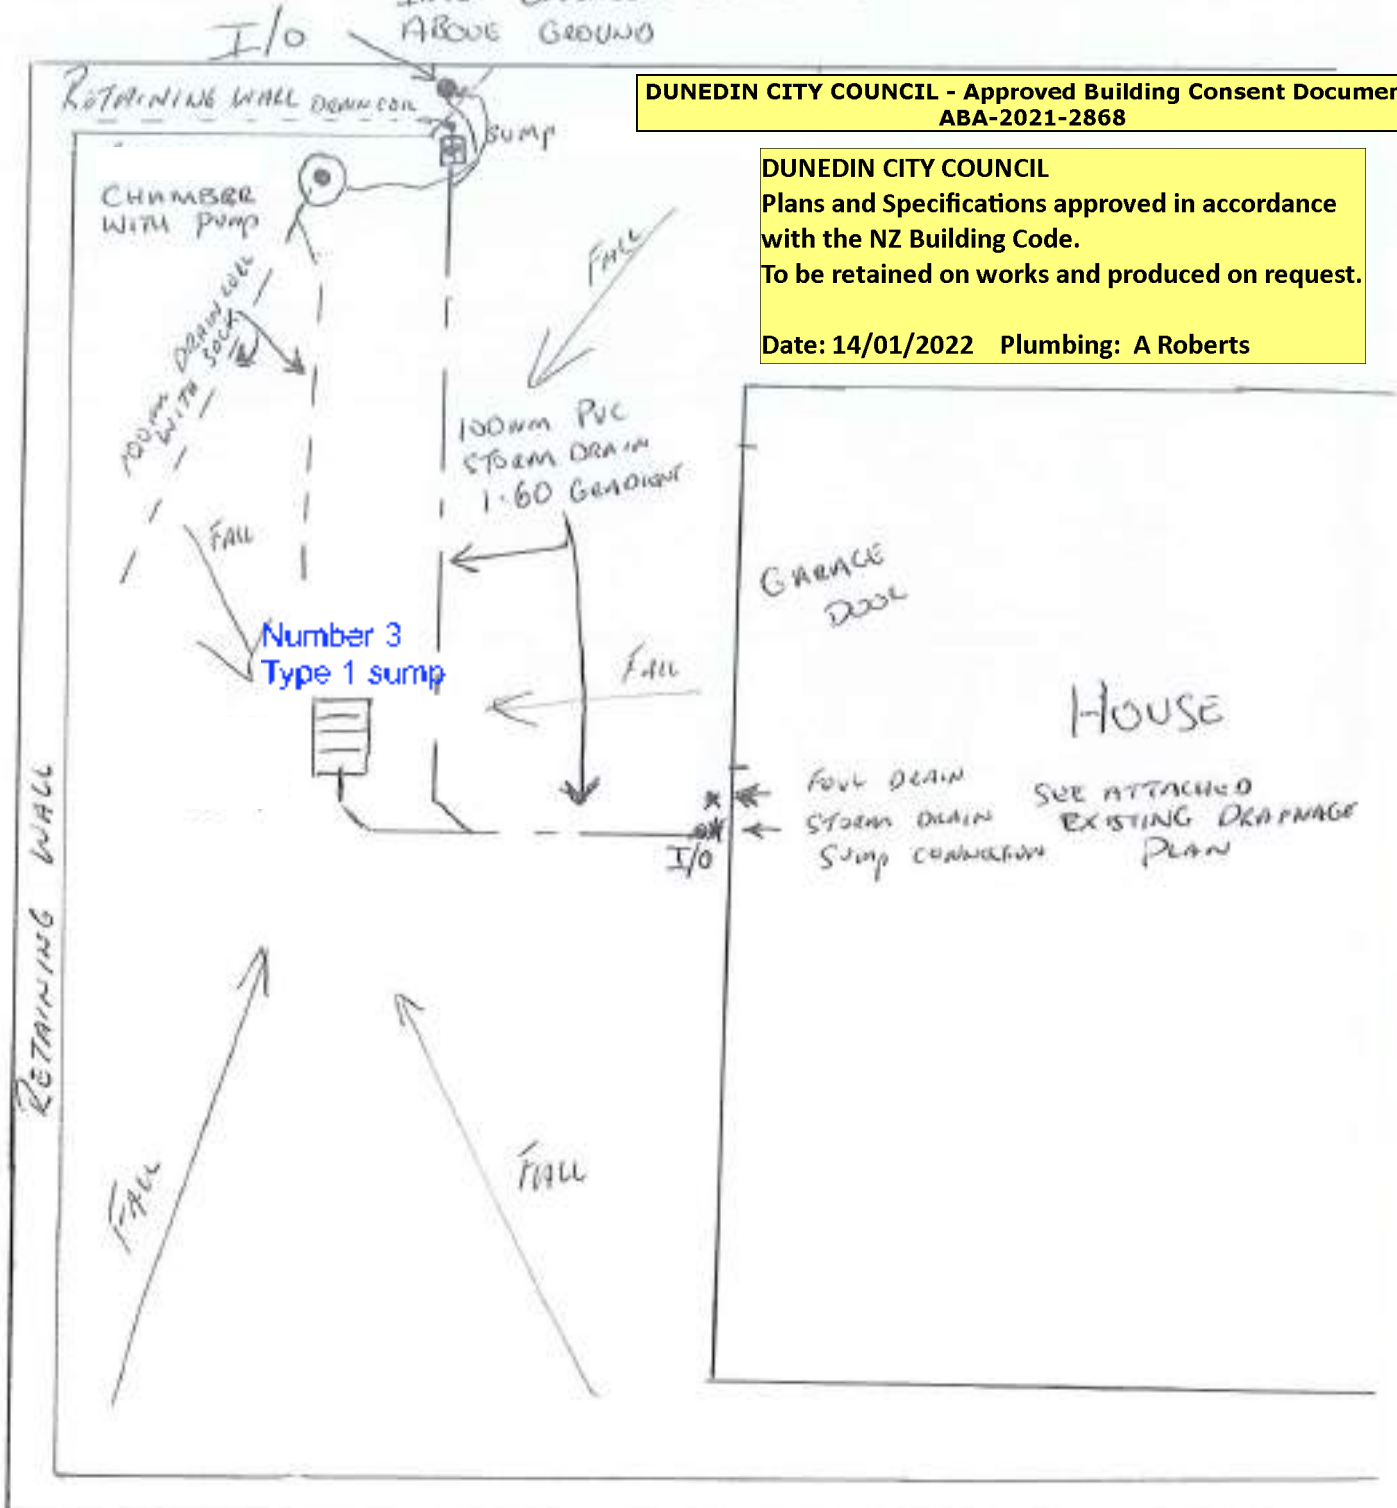 I/O
ABOVE GROUND
RETAINING WALL DRAIN COIL
SUMP
DUNEDIN CITY COUNCIL - Approved Building Consent Documen
ABA-2021-2868
DUNEDIN CITY COUNCIL
Plans and Specifications approved in accordance
with the NZ Building Code.
To be retained on works and produced on request.
Date: 14/01/2022 Plumbing: A Roberts
CHAMBER
WITH PUMP
FALL
DRAIN COIL
WITH SOCK
100mm PVC
STORM DRAIN
1:60 GRADIENT
FALL
GARAGE
DOOR
Number 3
Type 1 sump
FALL
HOUSE
FOUL DRAIN
STORM DRAIN
SUMP CONNECTION
SEE ATTACHED
EXISTING DRAINAGE
PLAN
I/O
RETAINING WALL
FALL
FALL